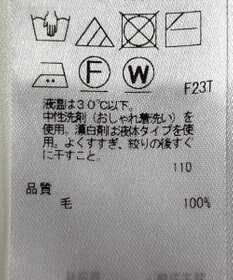 F W
F23T
液温は30℃以下。
中性洗剤（おしゃれ着洗い）を
使用。漂白剤は液体タイプを使
用。よくすすぎ、絞りの後すぐ
に干すこと。
110
品質
毛 100%